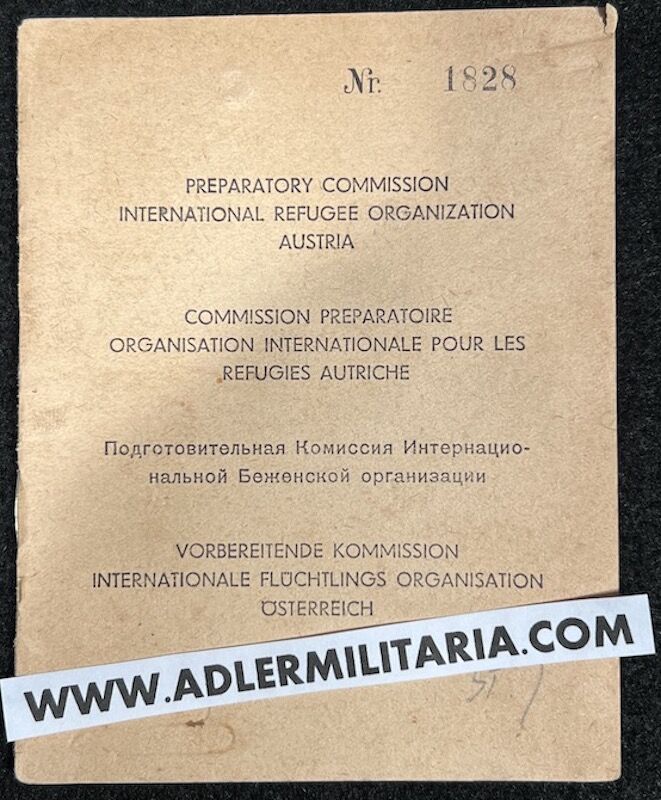 Nr. 1828
PREPARATORY COMMISSION
INTERNATIONAL REFUGEE ORGANIZATION
AUSTRIA
COMMISSION PREPARATOIRE
ORGANISATION INTERNATIONALE POUR LES
REFUGIES AUTRICHE
Подготовительная Комиссия Интернацио-
нальной Беженской организации
VORBEREITENDE KOMMISSION
INTERNATIONALE FLÜCHTLINGS ORGANISATION
ÖSTERREICH
WWW.ADLERMILITARIA.COM